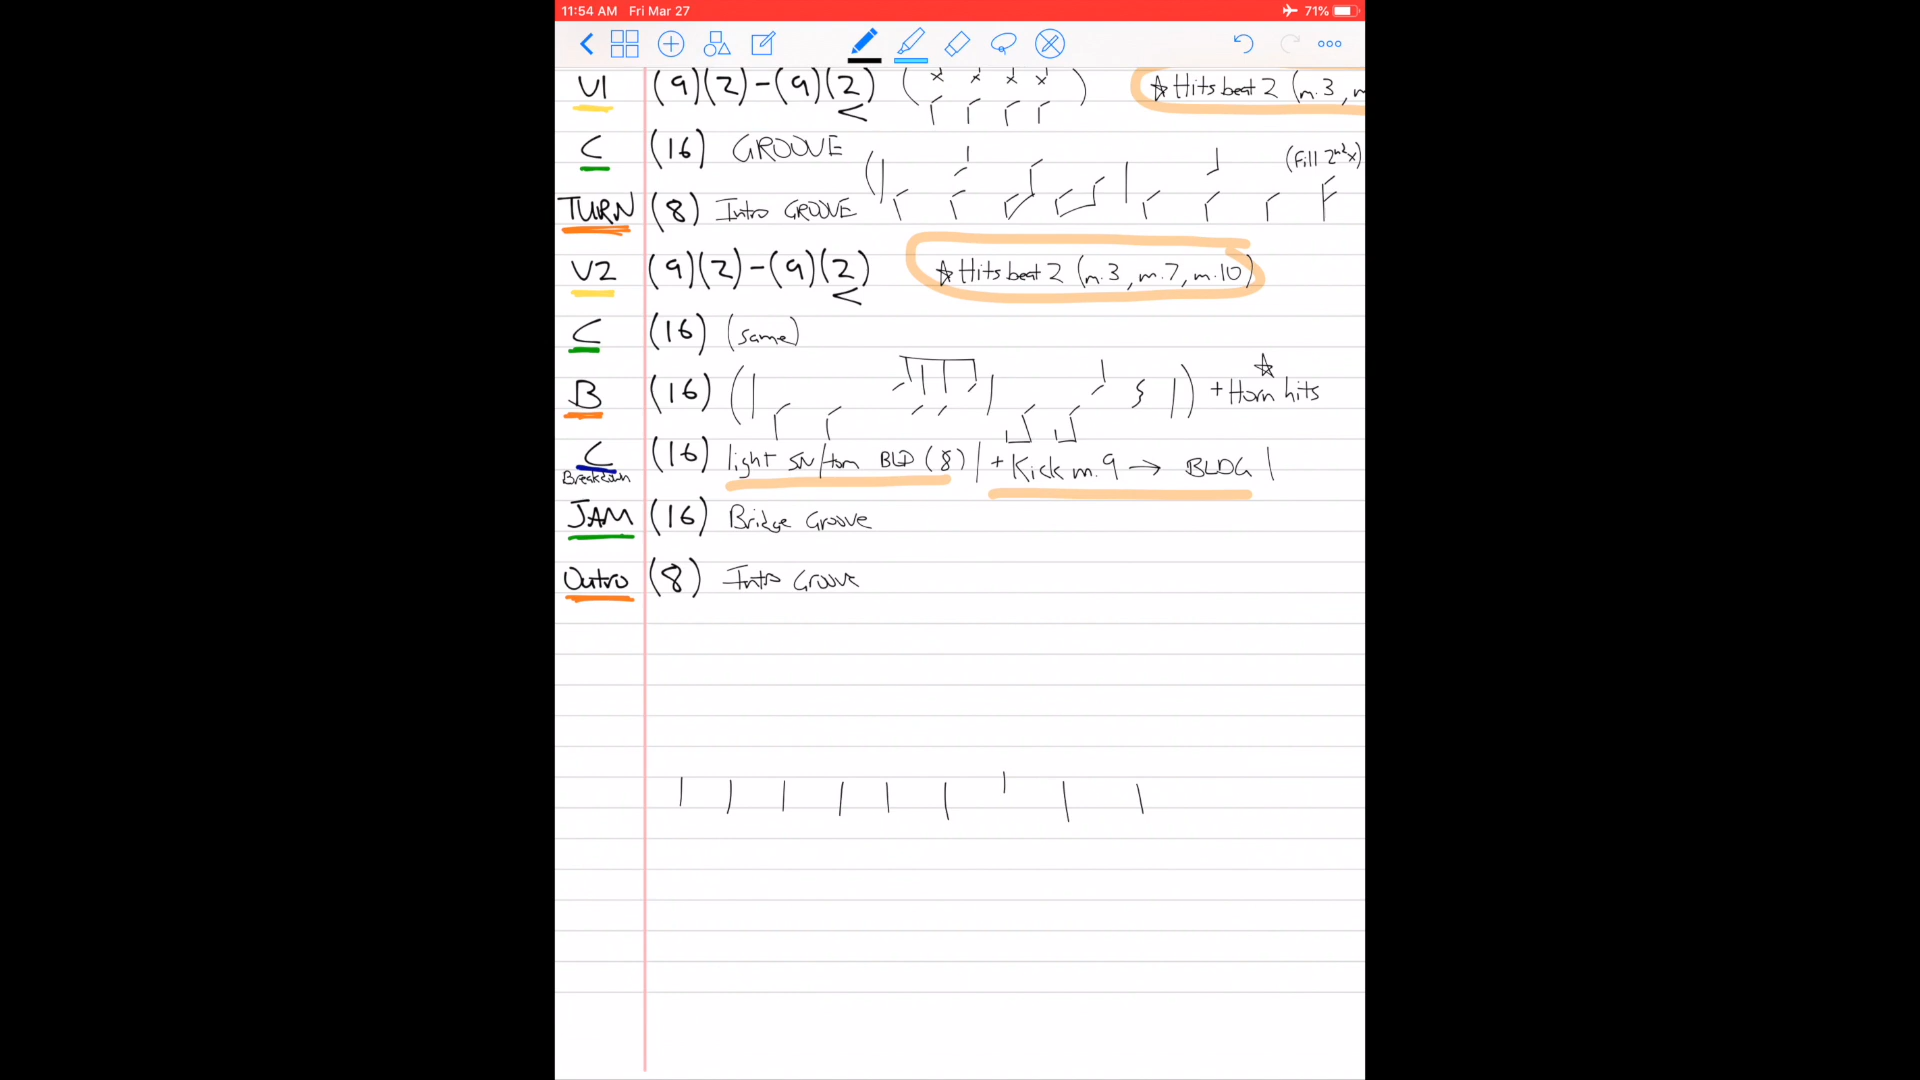 11:54 AM Fri Mar 27 71%
V1 (9)(2)-(9)(2) ☆Hits beat 2 (m.3, m
C (16) GROOVE (Fill 2nd x)
TURN (8) Intro GROOVE
V2 (9)(2)-(9)(2) ☆Hits beat 2 (m.3, m.7, m.10)
C (16) (same)
B (16) + Horn hits
C (16) light SN/tom BLD (8) | + Kick m.9 → BLDG |
Breakdown
JAM (16) Bridge Groove
Outro (8) Intro Groove